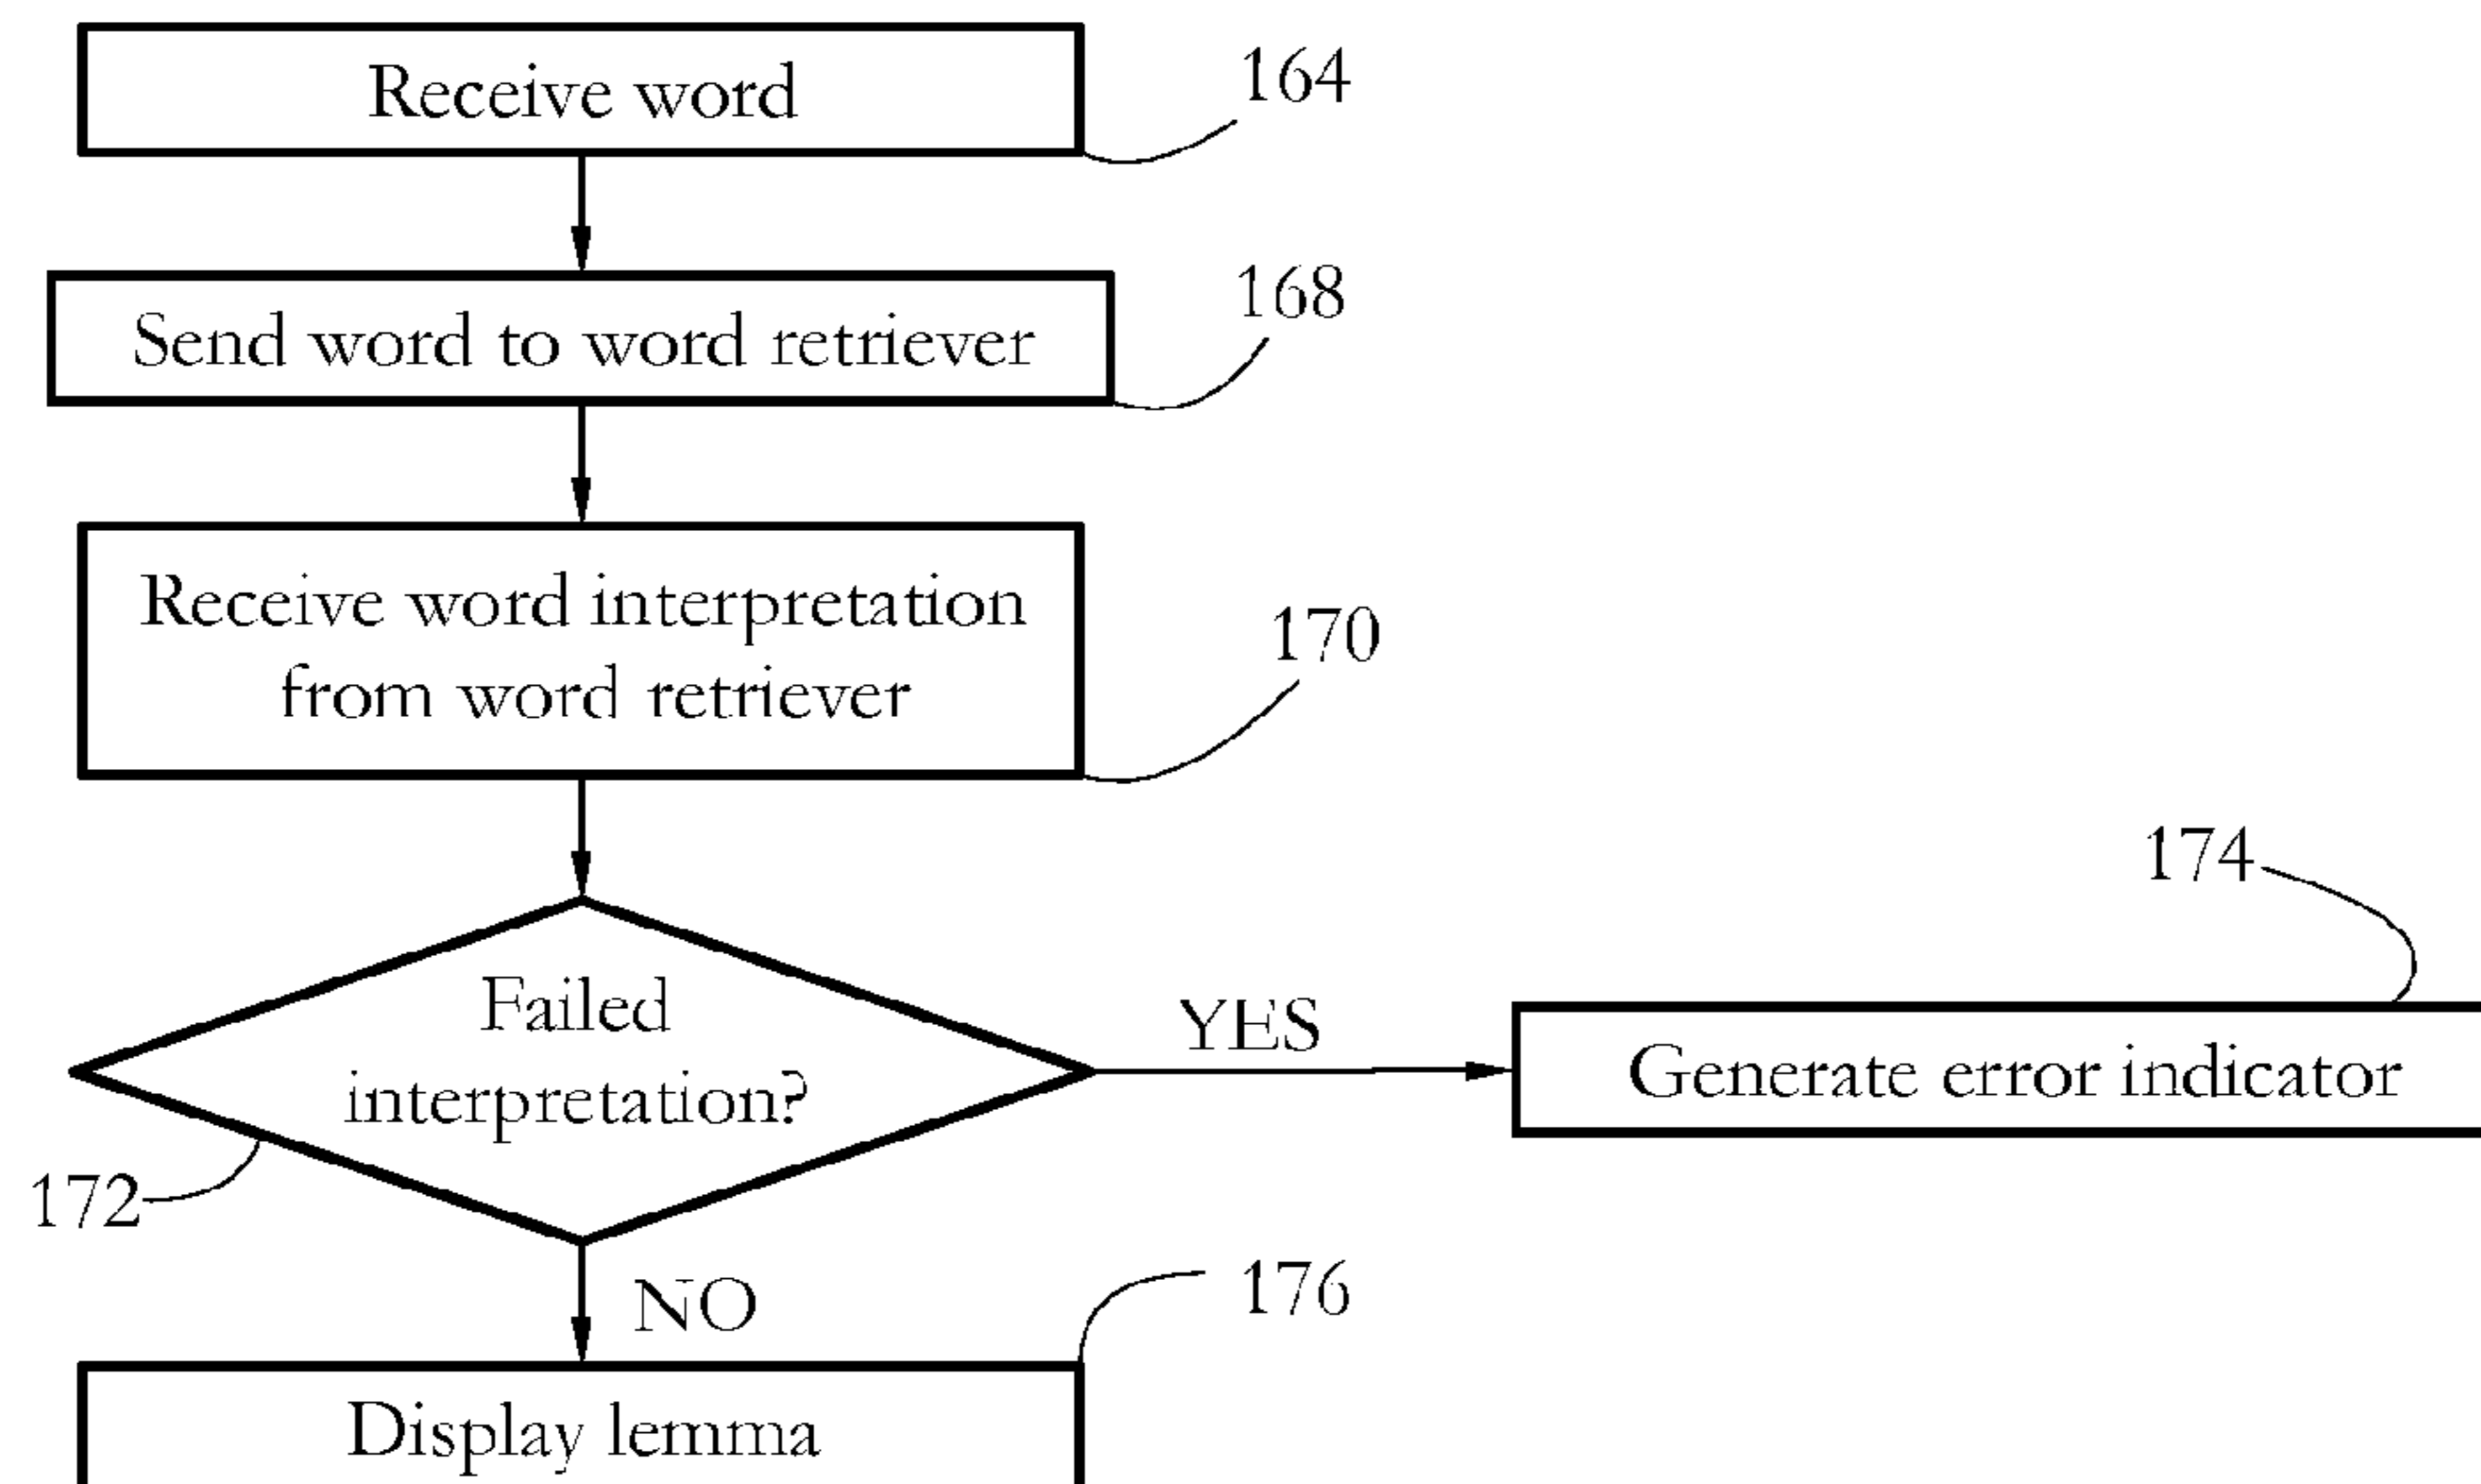 Receive word
164
Send word to word retriever
168
Receive word interpretation
from word retriever
170
Failed
interpretation?
172
YES
174
Generate error indicator
NO
176
Display lemma